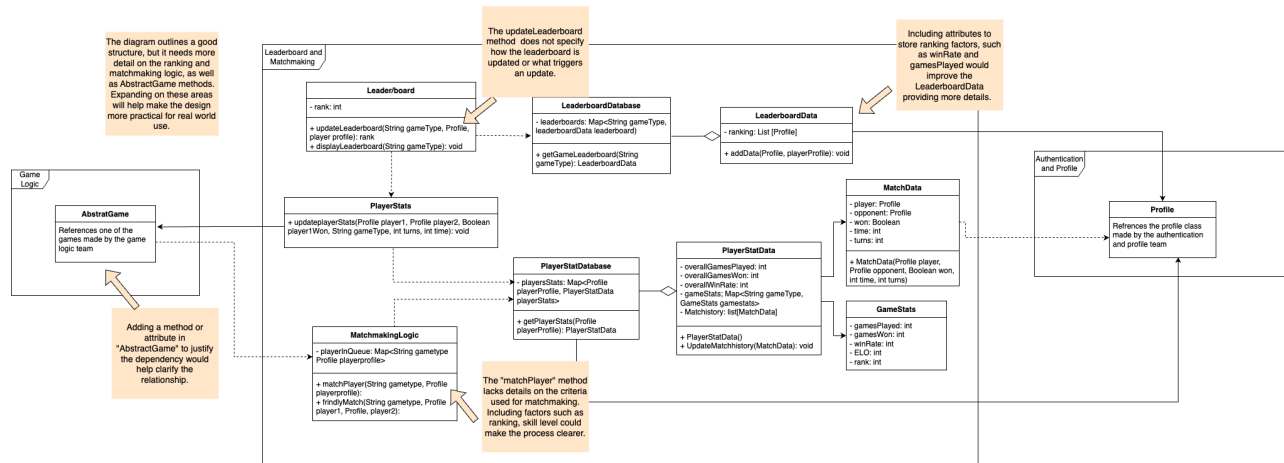 The diagram outlines a good
structure, but it needs more
detail on the ranking and
matchmaking logic, as well
as AbstractGame methods.
Expanding on these areas
will help make the design
more practical for real world
use.
Leaderboard and
Matchmaking
The updateLeaderboard
method does not specify
how the leaderboard is
updated or what triggers
an update.
Including attributes to
store ranking factors, such
as winRate and
gamesPlayed would
improve the
LeaderboardData
providing more details.
Leader/board
- rank: int
+ updateLeaderboard(String gameType, Profile,
player profile): rank
+ displayLeaderboard(String gameType): void
LeaderboardDatabase
- leaderboards: Map<String gameType,
leaderboardData leaderboard)
+ getGameLeaderboard(String
gameType): LeaderboardData
LeaderboardData
- ranking: List [Profile]
+ addData(Profile, playerProfile): void
Game
Logic
AbstratGame
References one of the
games made by the game
logic team
PlayerStats
+ updateplayerStats(Profile player1, Profile player2, Boolean
player1Won, String gameType, int turns, int time): void
MatchData
- player: Profile
- opponent: Profile
- won: Boolean
- time: int
- turns: int
+ MatchData(Profile player,
Profile opponent, Boolean won,
int time, int turns)
Authentication
and Profile
Profile
Refrences the profile class
made by the authentication
and profile team
PlayerStatDatabase
- playersStats: Map<Profile
playerProfile, PlayerStatData
playerStats>
+ getPlayerStats(Profile
playerProfile): PlayerStatData
PlayerStatData
- overallGamesPlayed: int
- overallGamesWon: int
- overallWinRate: int
- gameStats; Map<String gameType,
GameStats gamestats>
- Matchistory: list[MatchData]
+ PlayerStatData()
+ UpdateMatchhistory(MatchData): void
GameStats
- gamesPlayed: int
- gamesWon: int
- winRate: int
- ELO: int
- rank: int
Adding a method or
attribute in
"AbstractGame" to justify
the dependency would
help clarify the
relationship.
MatchmakingLogic
- playerInQueue: Map<String gametype
Profile playerprofile>
+ matchPlayer(String gametype, Profile
playerprofile):
+ frindlyMatch(String gametype, Profile
player1, Profile, player2):
The "matchPlayer" method
lacks details on the criteria
used for matchmaking.
Including factors such as
ranking, skill level could
make the process clearer.